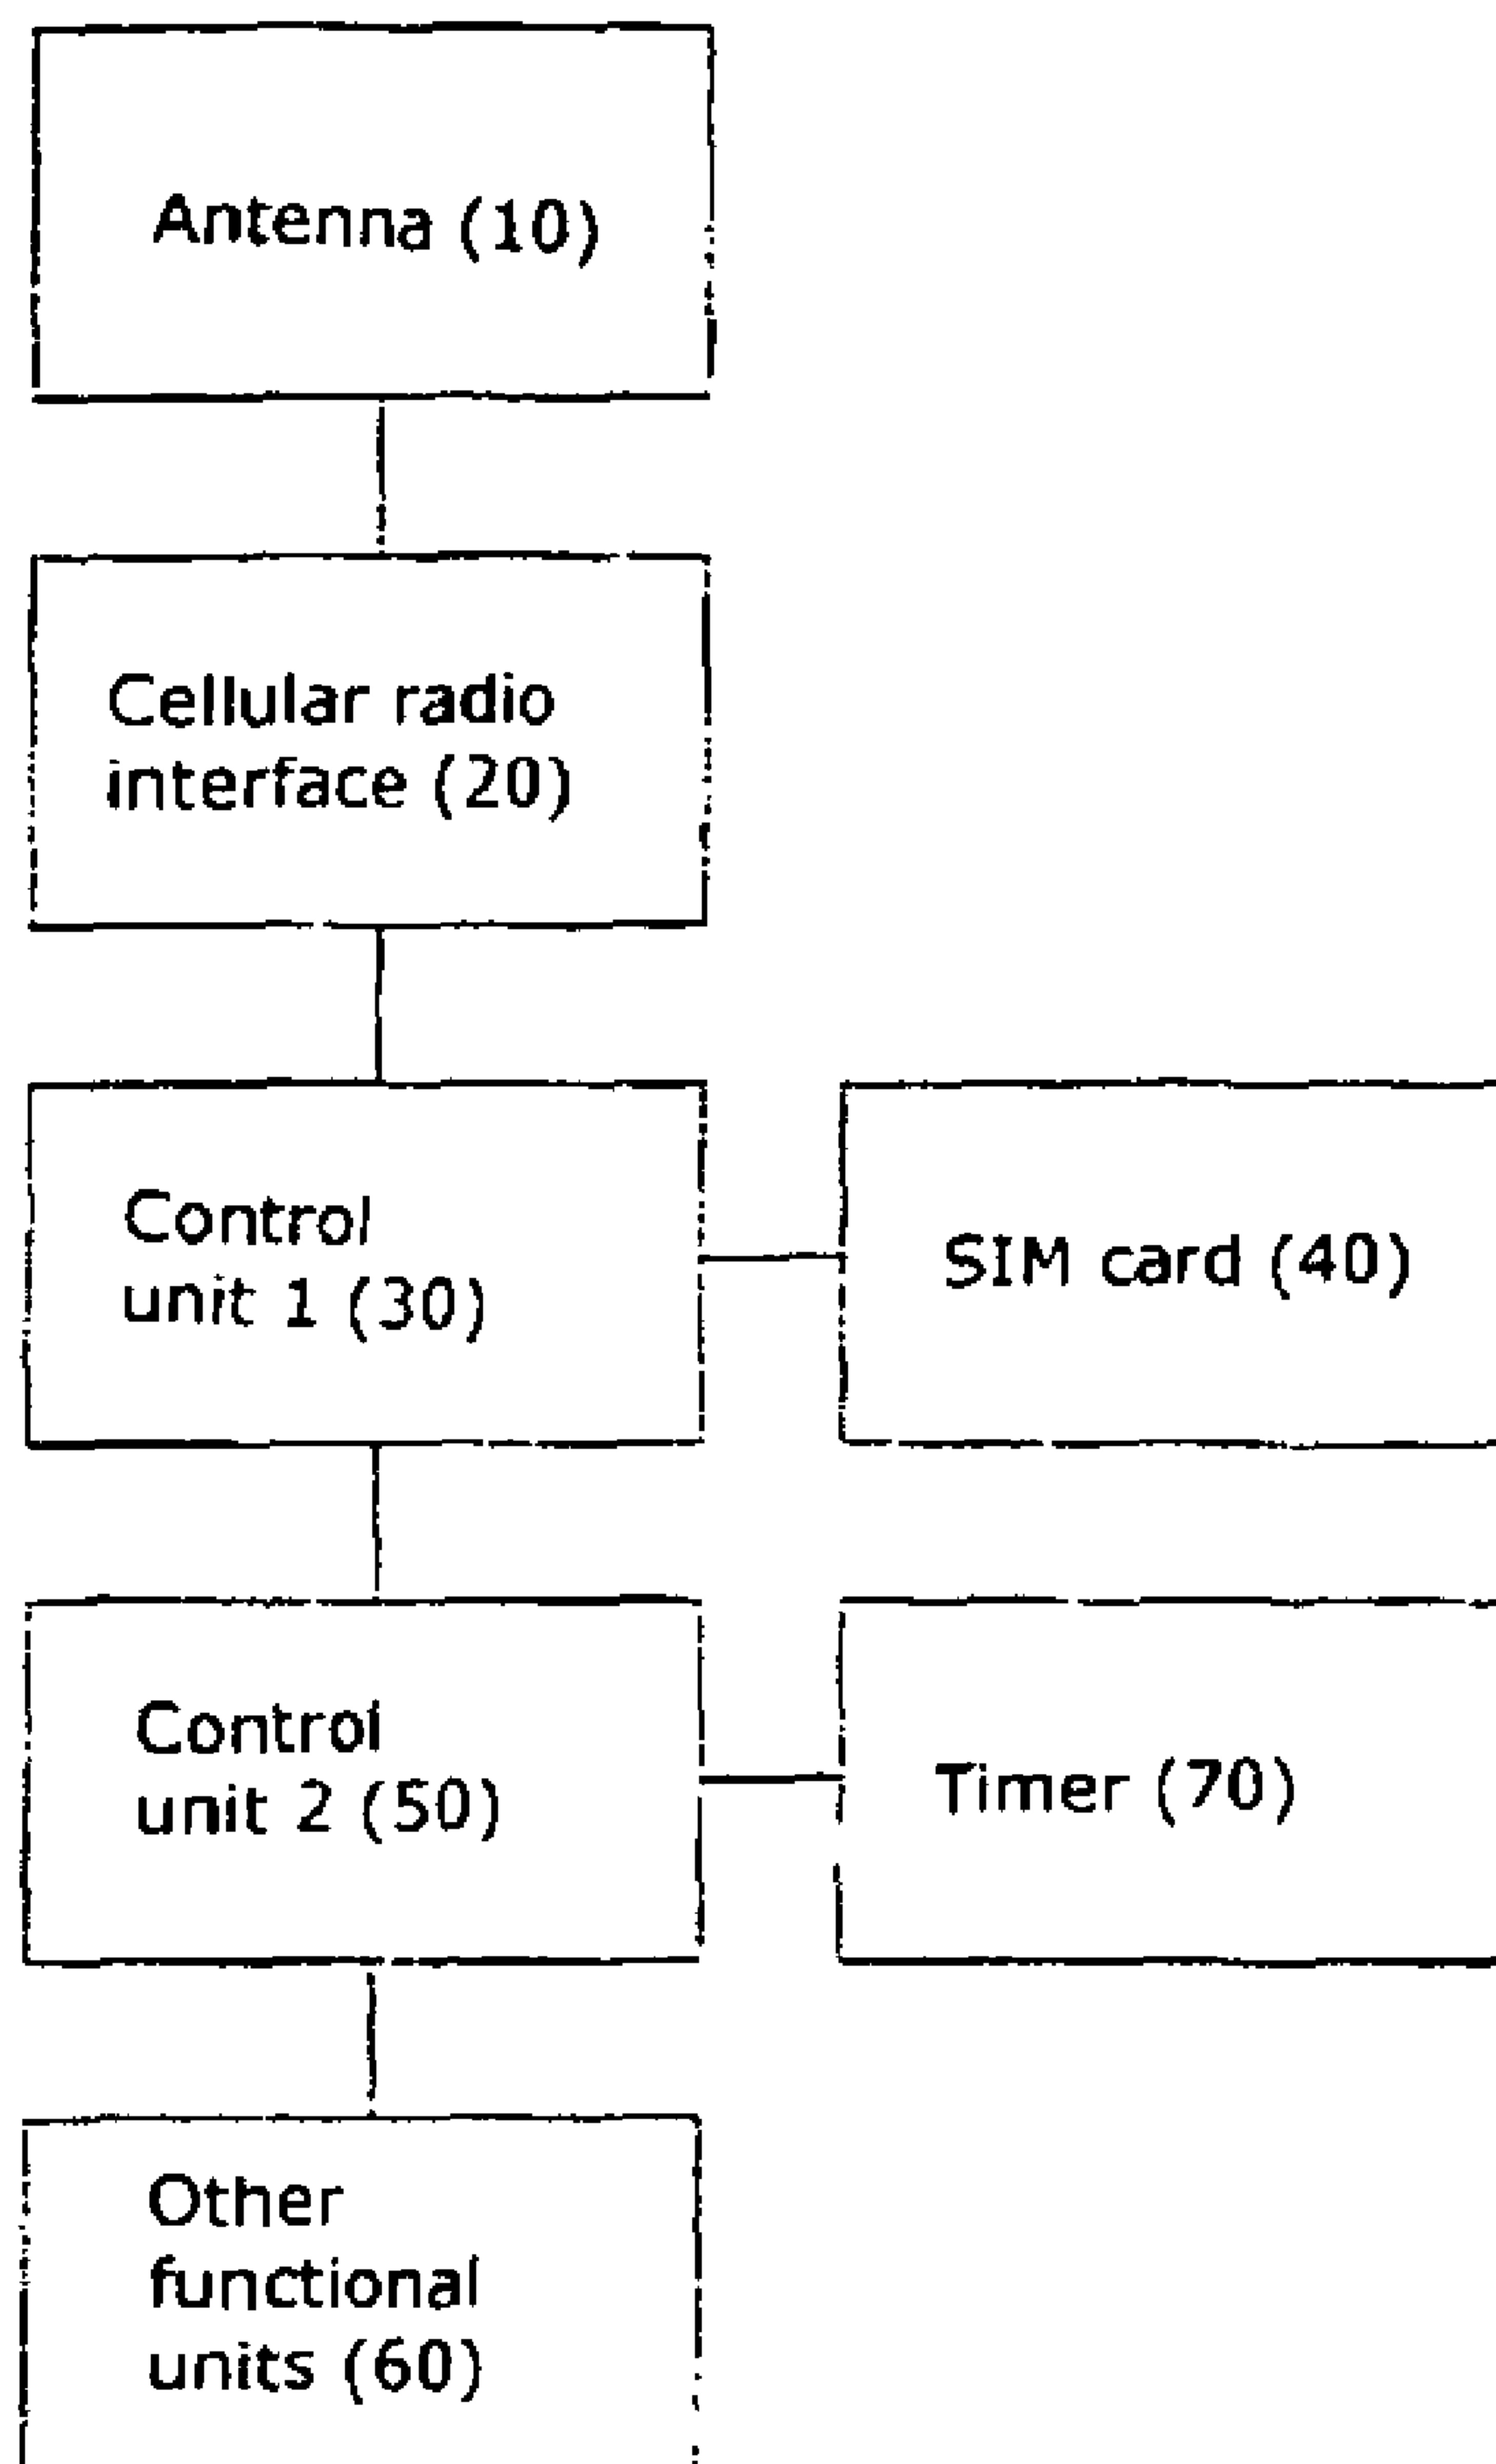 Antenna (10)
Cellular radio
interface (20)
Control
unit 1 (30)
SIM card (40)
Control
unit 2 (50)
Timer (70)
Other
functional
units (60)